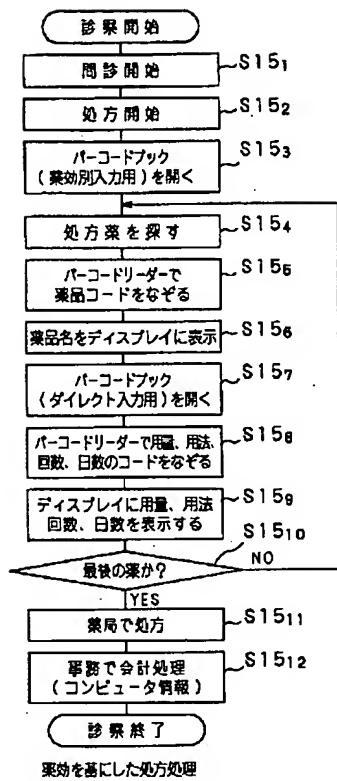 診察開始
問診開始
S15₁
処方開始
S15₂
バーコードブック
(薬効別入力用)を開く
S15₃
処方薬を探す
S15₄
バーコードリーダーで
薬品コードをなぞる
S15₅
薬品名をディスプレイに表示
S15₆
バーコードブック
(ダイレクト入力用)を開く
S15₇
バーコードリーダーで用量、用法、
回数、日数のコードをなぞる
S15₈
ディスプレイに用量、用法
回数、日数を表示する
S15₉
最後の薬か?
S15₁₀
NO
YES
薬局で処方
S15₁₁
事務で会計処理
(コンピュータ情報)
S15₁₂
診察終了
薬効を基にした処方処理